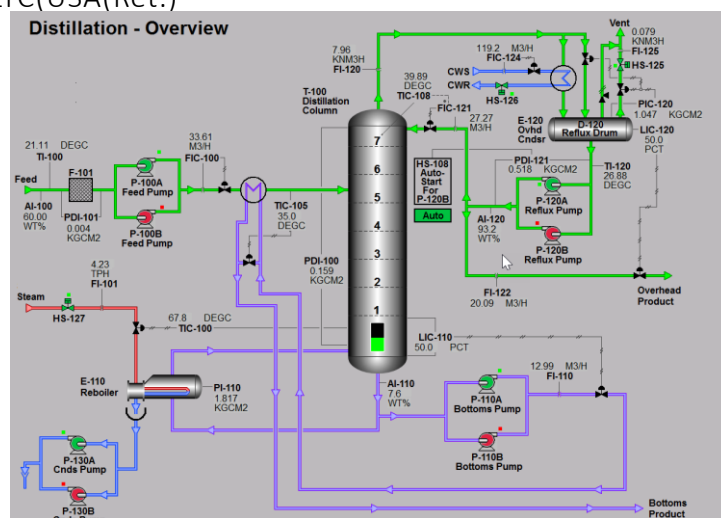 Distillation - Overview
7.96
KNM3H
FI-120
119.2 M3/H
FIC-124
CWS
CWR
HS-126
0.079
KNM3H
FI-125
Vent
HS-125
PIC-120
1.047 KGCM2
LIC-120
50.0
PCT
E-120
Ovhd
Cndsr
D-120
Reflux Drum
T-100
Distillation
Column
39.89
DEGC
TIC-108
FIC-121
27.27
M3/H
7
6
5
4
3
2
1
HS-108
Auto-
Start
For
P-120B
Auto
PDI-121
0.518 KGCM2
TI-120
26.88
DEGC
P-120A
Reflux Pump
AI-120
93.2
WT%
P-120B
Reflux Pump
FI-122
20.09 M3/H
Overhead
Product
21.11 DEGC
TI-100
F-101
Feed
AI-100
60.00
WT%
PDI-101
0.004
KGCM2
P-100A
Feed Pump
P-100B
Feed Pump
33.61
M3/H
FIC-100
TIC-105
35.0
DEGC
PDI-100
0.159
KGCM2
4.23
TPH
FI-101
Steam
HS-127
67.8 DEGC
TIC-100
E-110
Reboiler
PI-110
1.817
KGCM2
LIC-110
50.0 PCT
AI-110
7.6
WT%
P-110A
Bottoms Pump
P-110B
Bottoms Pump
12.99 M3/H
FI-110
P-130A
Cnds Pump
P-130B
Bottoms
Product